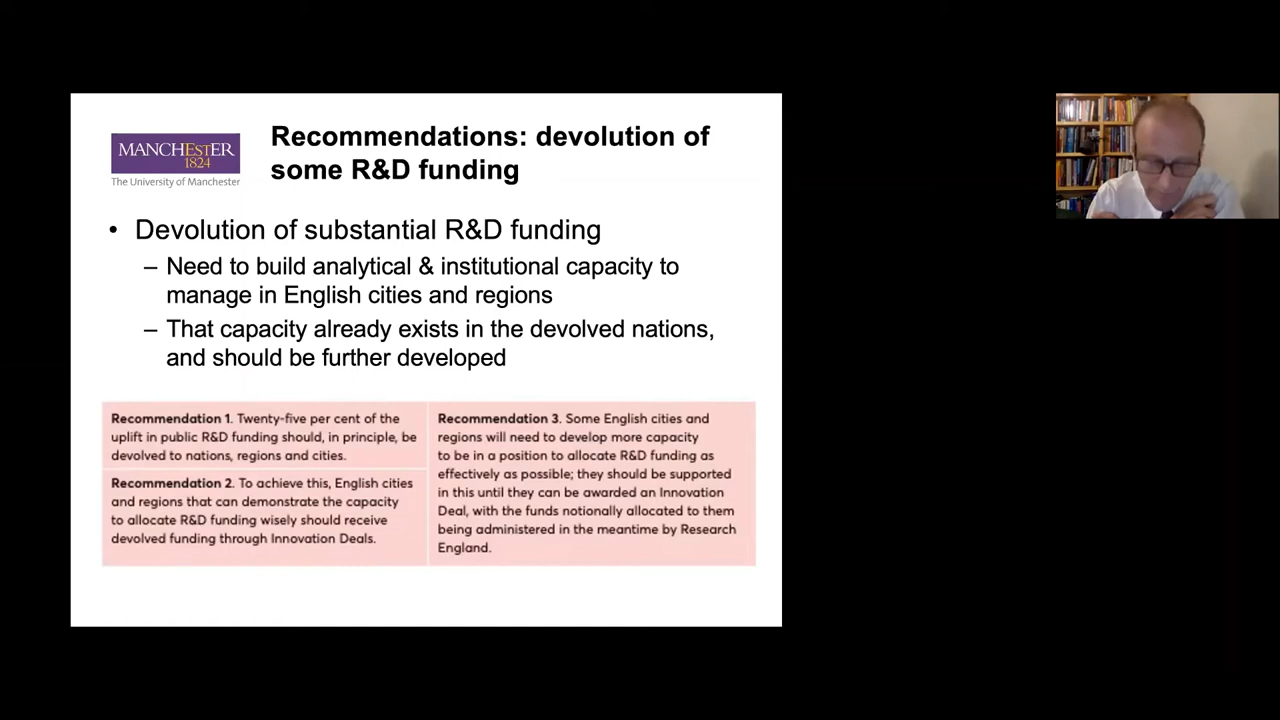 MANCHESTER
1824
The University of Manchester
Recommendations: devolution of
some R&D funding
• Devolution of substantial R&D funding
– Need to build analytical & institutional capacity to
manage in English cities and regions
– That capacity already exists in the devolved nations,
and should be further developed
Recommendation 1. Twenty-five per cent of the
uplift in public R&D funding should, in principle, be
devolved to nations, regions and cities.
Recommendation 2. To achieve this, English cities
and regions that can demonstrate the capacity
to allocate R&D funding wisely should receive
devolved funding through Innovation Deals.
Recommendation 3. Some English cities and
regions will need to develop more capacity
to be in a position to allocate R&D funding as
effectively as possible; they should be supported
in this until they can be awarded an Innovation
Deal, with the funds notionally allocated to them
being administered in the meantime by Research
England.